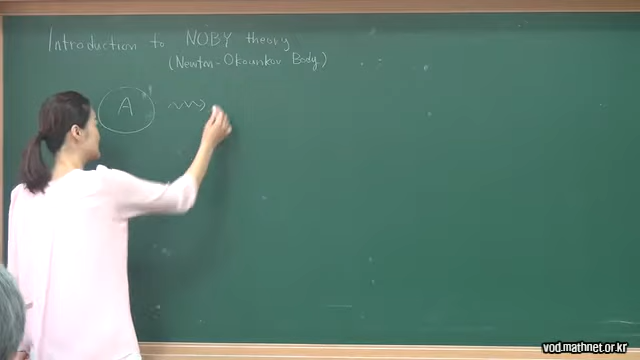 Introduction to NOBY theory
(Newton-Okounkov Body)
A
vod.mathnet.or.kr